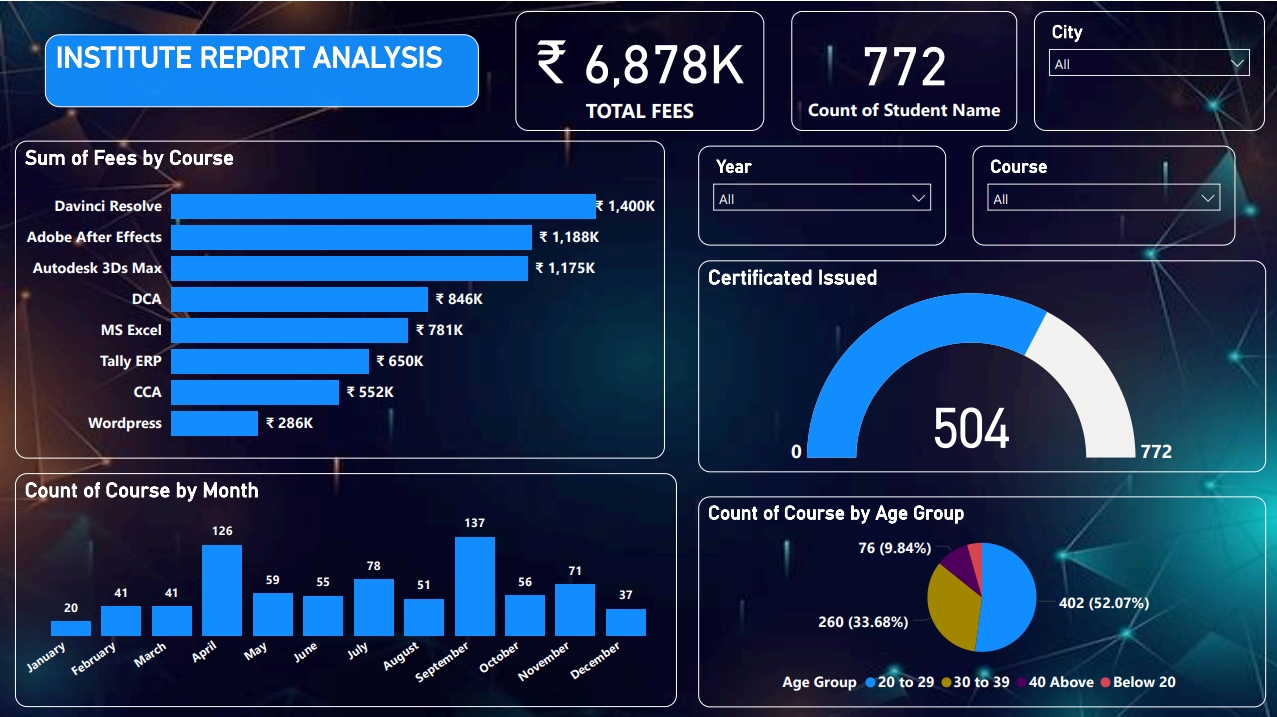 INSTITUTE REPORT ANALYSIS
₹ 6,878K
TOTAL FEES
772
Count of Student Name
City
All
Sum of Fees by Course
Davinci Resolve ₹ 1,400K
Adobe After Effects ₹ 1,188K
Autodesk 3Ds Max ₹ 1,175K
DCA ₹ 846K
MS Excel ₹ 781K
Tally ERP ₹ 650K
CCA ₹ 552K
Wordpress ₹ 286K
Year
All
Course
All
Certificated Issued
504
0 772
Count of Course by Month
20 41 41 126 59 55 78 51 137 56 71 37
January February March April May June July August September October November December
Count of Course by Age Group
76 (9.84%)
402 (52.07%)
260 (33.68%)
Age Group 20 to 29 30 to 39 40 Above Below 20